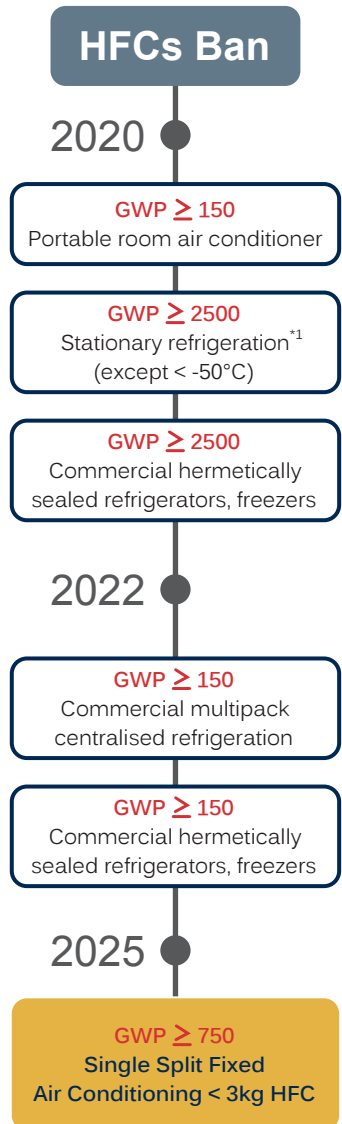 HFCs Ban
2020
GWP ≥ 150
Portable room air conditioner
GWP ≥ 2500
Stationary refrigeration*1
(except < -50°C)
GWP ≥ 2500
Commercial hermetically
sealed refrigerators, freezers
2022
GWP ≥ 150
Commercial multipack
centralised refrigeration
GWP ≥ 150
Commercial hermetically
sealed refrigerators, freezers
2025
GWP ≥ 750
Single Split Fixed
Air Conditioning < 3kg HFC